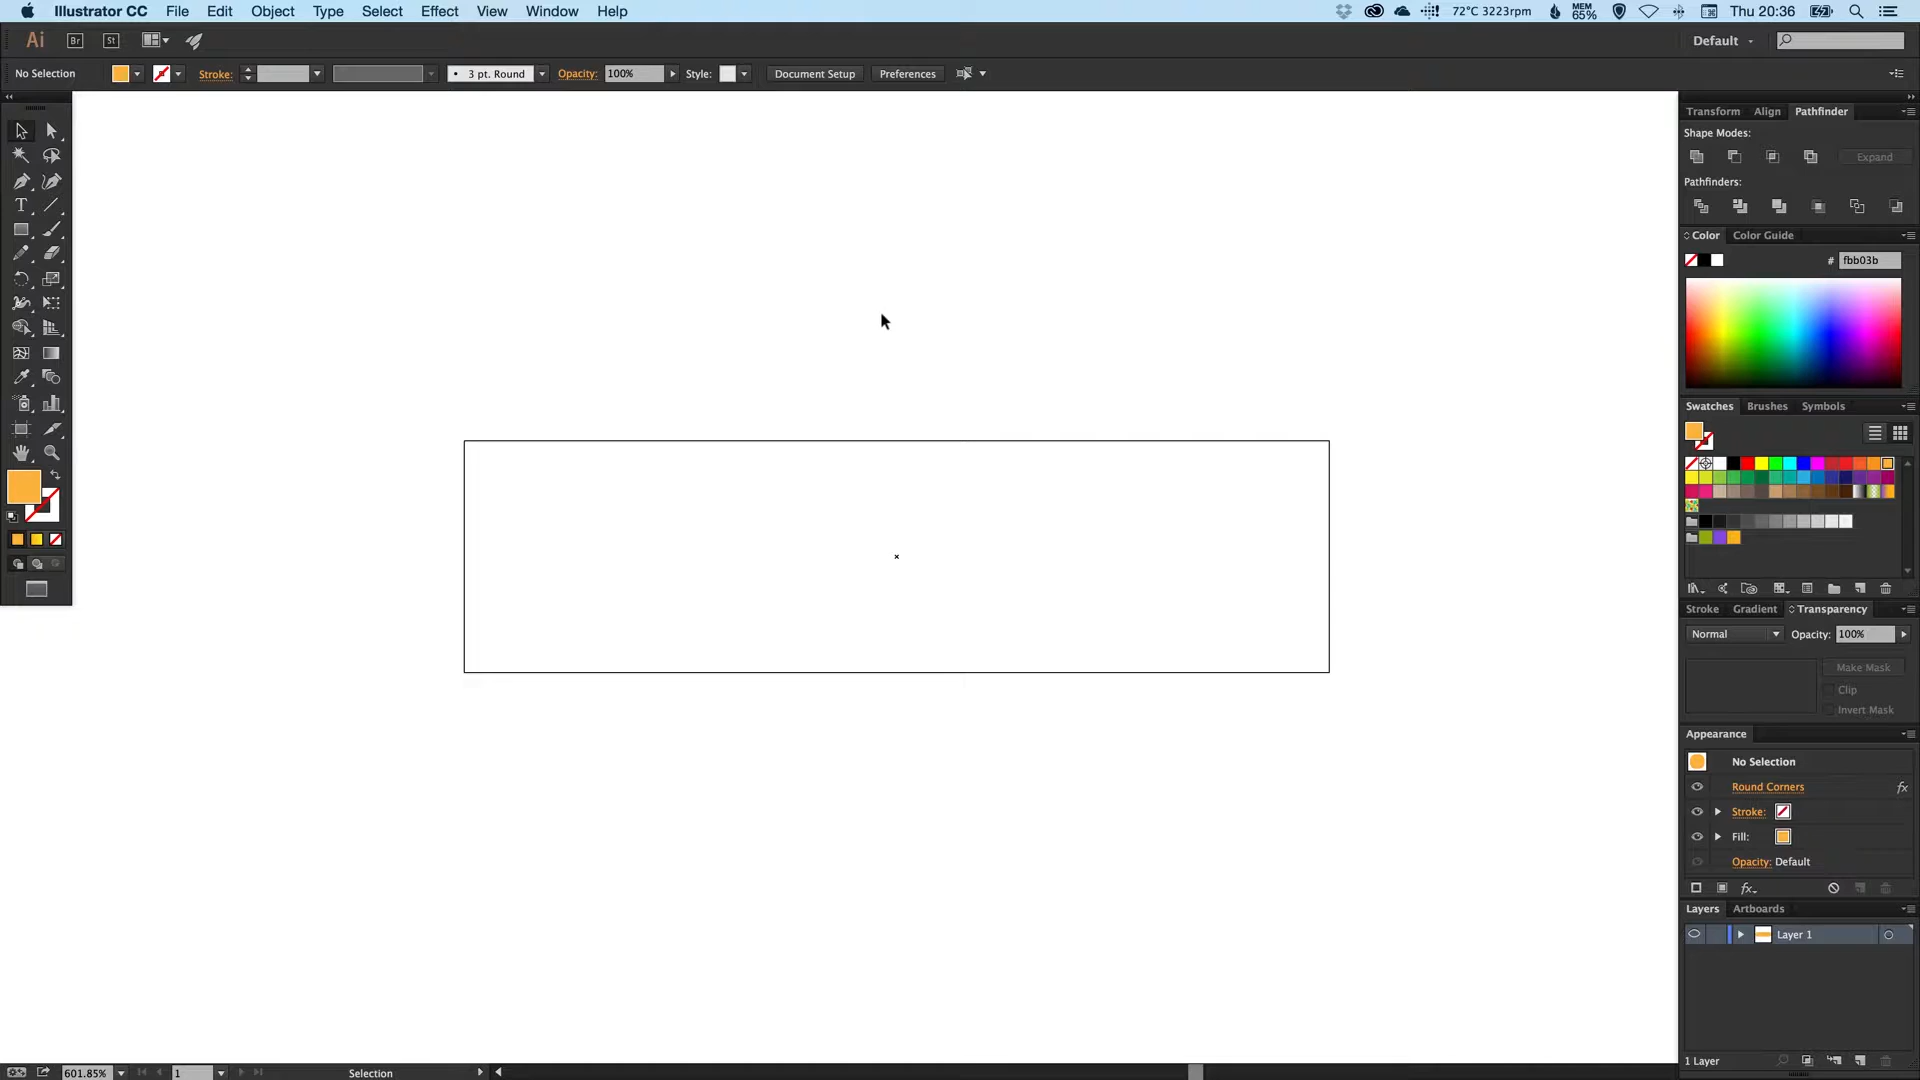 Illustrator CC File Edit Object Type Select Effect View Window Help 72°C 3223rpm MEM 65% Thu 20:36
Ai Br St Default
No Selection Stroke: 3 pt. Round Opacity: 100% Style: Document Setup Preferences
Transform Align Pathfinder
Shape Modes:
Expand
Pathfinders:
Color Color Guide
# fbb03b
Swatches Brushes Symbols
Stroke Gradient Transparency
Normal Opacity: 100%
Make Mask
Clip
Invert Mask
Appearance
No Selection
Round Corners fx
Stroke:
Fill:
Opacity: Default
fx.
Layers Artboards
Layer 1
1 Layer
601.85% 1 Selection